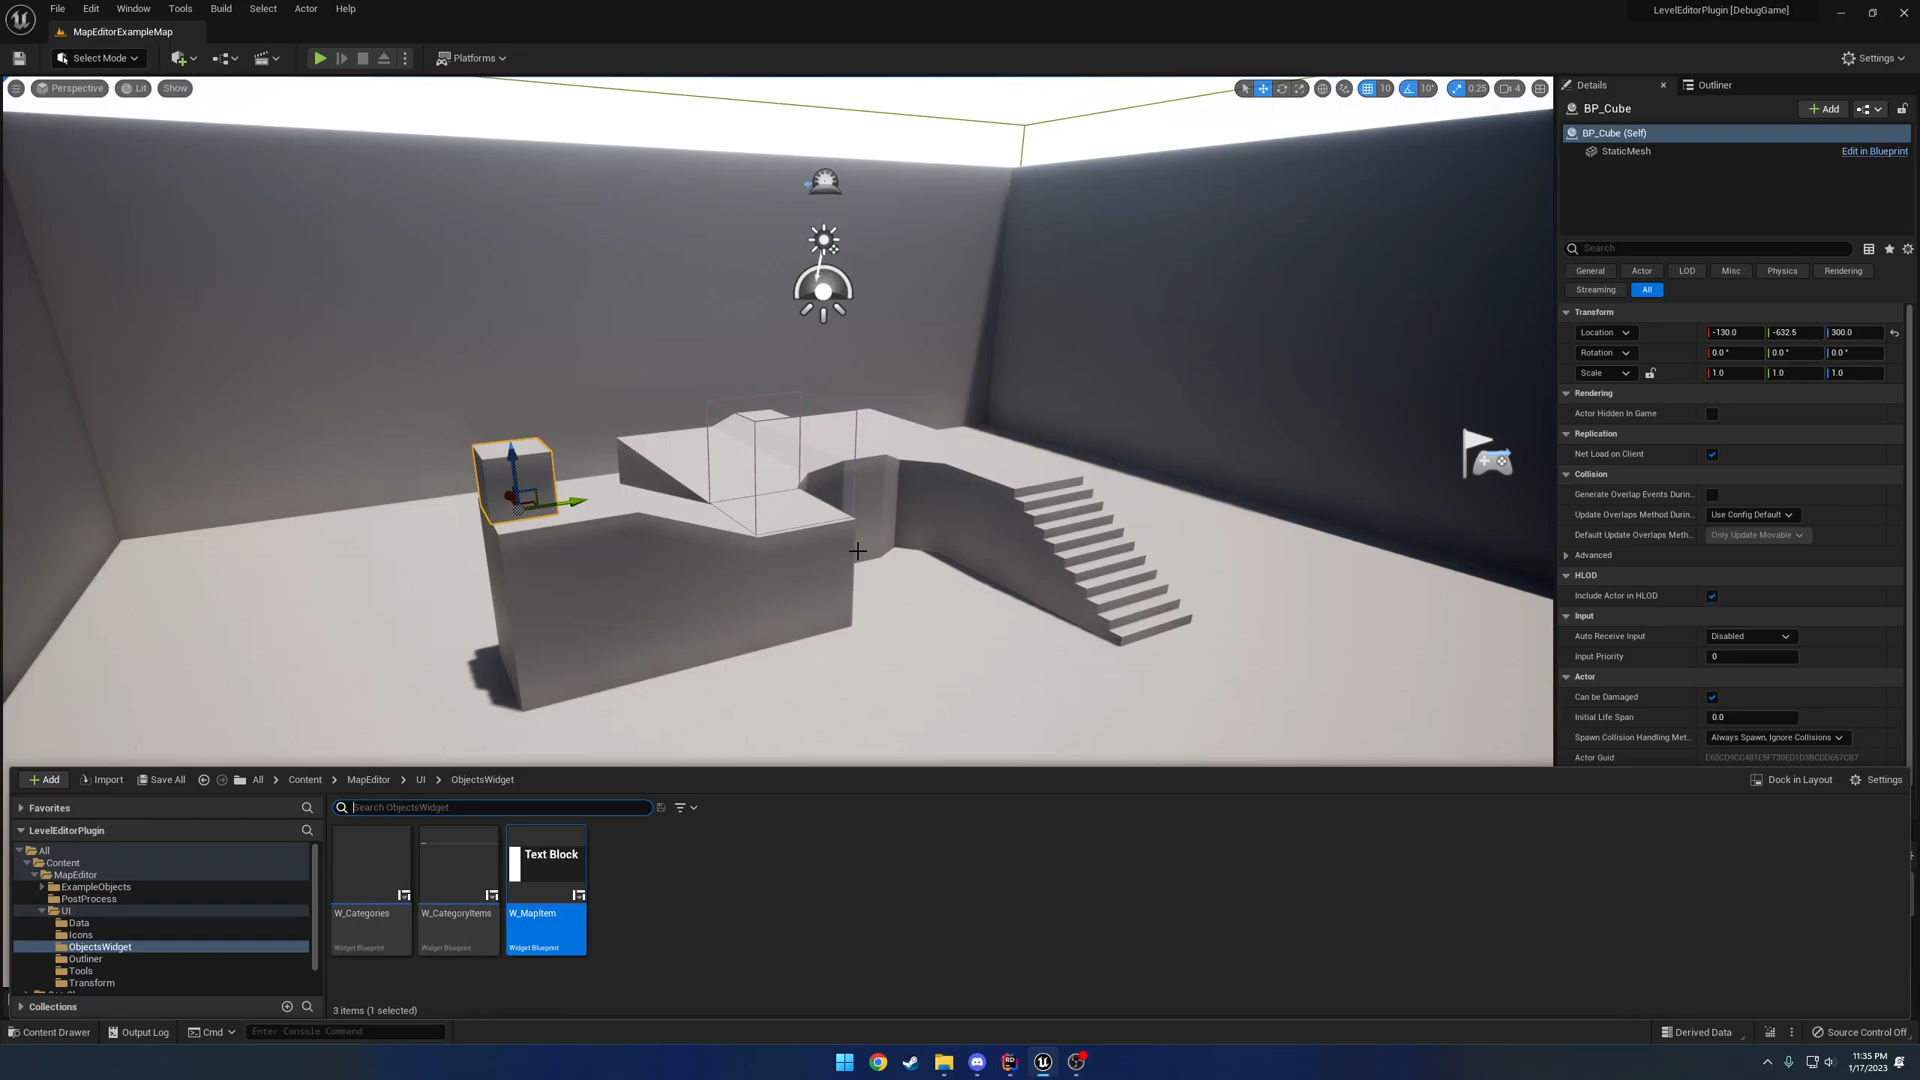 File Edit Window Tools Build Select Actor Help
LevelEditorPlugin [DebugGame]
MapEditorExampleMap
Select Mode
Platforms
Settings
Perspective
Lit
Show
10
10°
0.25
4
Details
Outliner
BP_Cube
Add
BP_Cube (Self)
StaticMesh
Edit in Blueprint
Search
General
Actor
LOD
Misc
Physics
Rendering
Streaming
All
Transform
Location -130.0 -632.5 300.0
Rotation 0.0° 0.0° 0.0°
Scale 1.0 1.0 1.0
Rendering
Actor Hidden In Game
Replication
Net Load on Client
Collision
Generate Overlap Events Durin...
Update Overlaps Method Durin... Use Config Default
Default Update Overlaps Meth... Only Update Movable
Advanced
HLOD
Include Actor in HLOD
Input
Auto Receive Input Disabled
Input Priority 0
Actor
Can be Damaged
Initial Life Span 0.0
Spawn Collision Handling Met... Always Spawn, Ignore Collisions
Actor Guid
Add
Import
Save All
All > Content > MapEditor > UI > ObjectsWidget
Dock in Layout
Settings
Favorites
LevelEditorPlugin
All
Content
MapEditor
ExampleObjects
PostProcess
UI
Data
Icons
ObjectsWidget
Outliner
Tools
Transform
Collections
Search ObjectsWidget
Text Block
W_Categories
W_CategoryItems
W_MapItem
Widget Blueprint
Widget Blueprint
Widget Blueprint
3 items (1 selected)
Content Drawer
Output Log
Cmd
Enter Console Command
Derived Data
Source Control Off
11:35 PM
1/17/2023